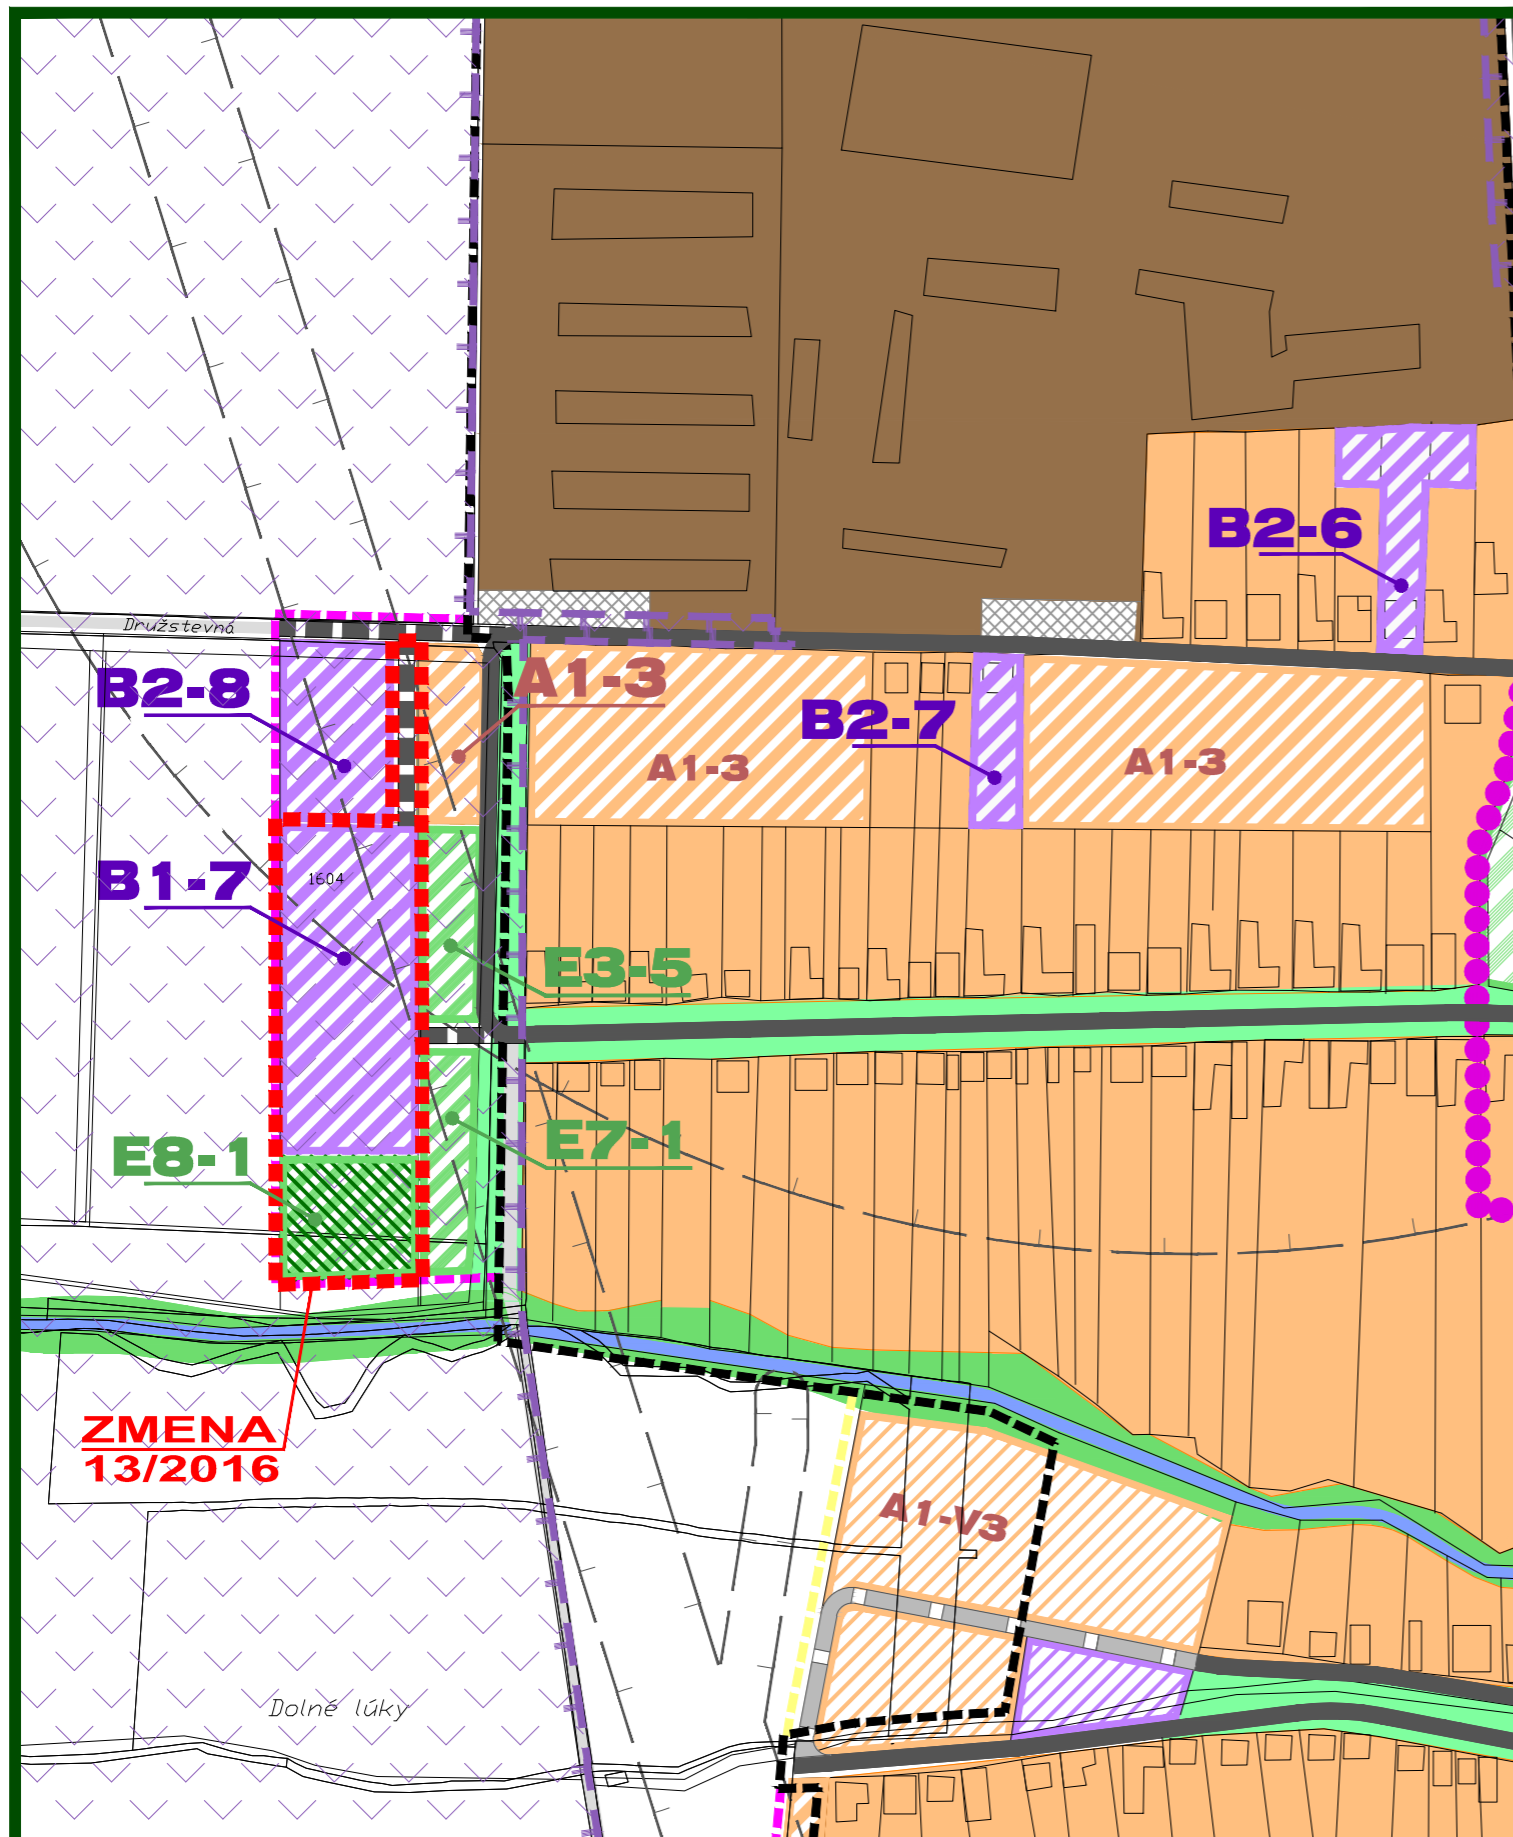 B2-6
Družstevná
B2-8
A1-3
B2-7
A1-3
A1-3
B1-7
1604
E3-5
E7-1
E8-1
ZMENA
13/2016
A1-V3
Dolné lúky